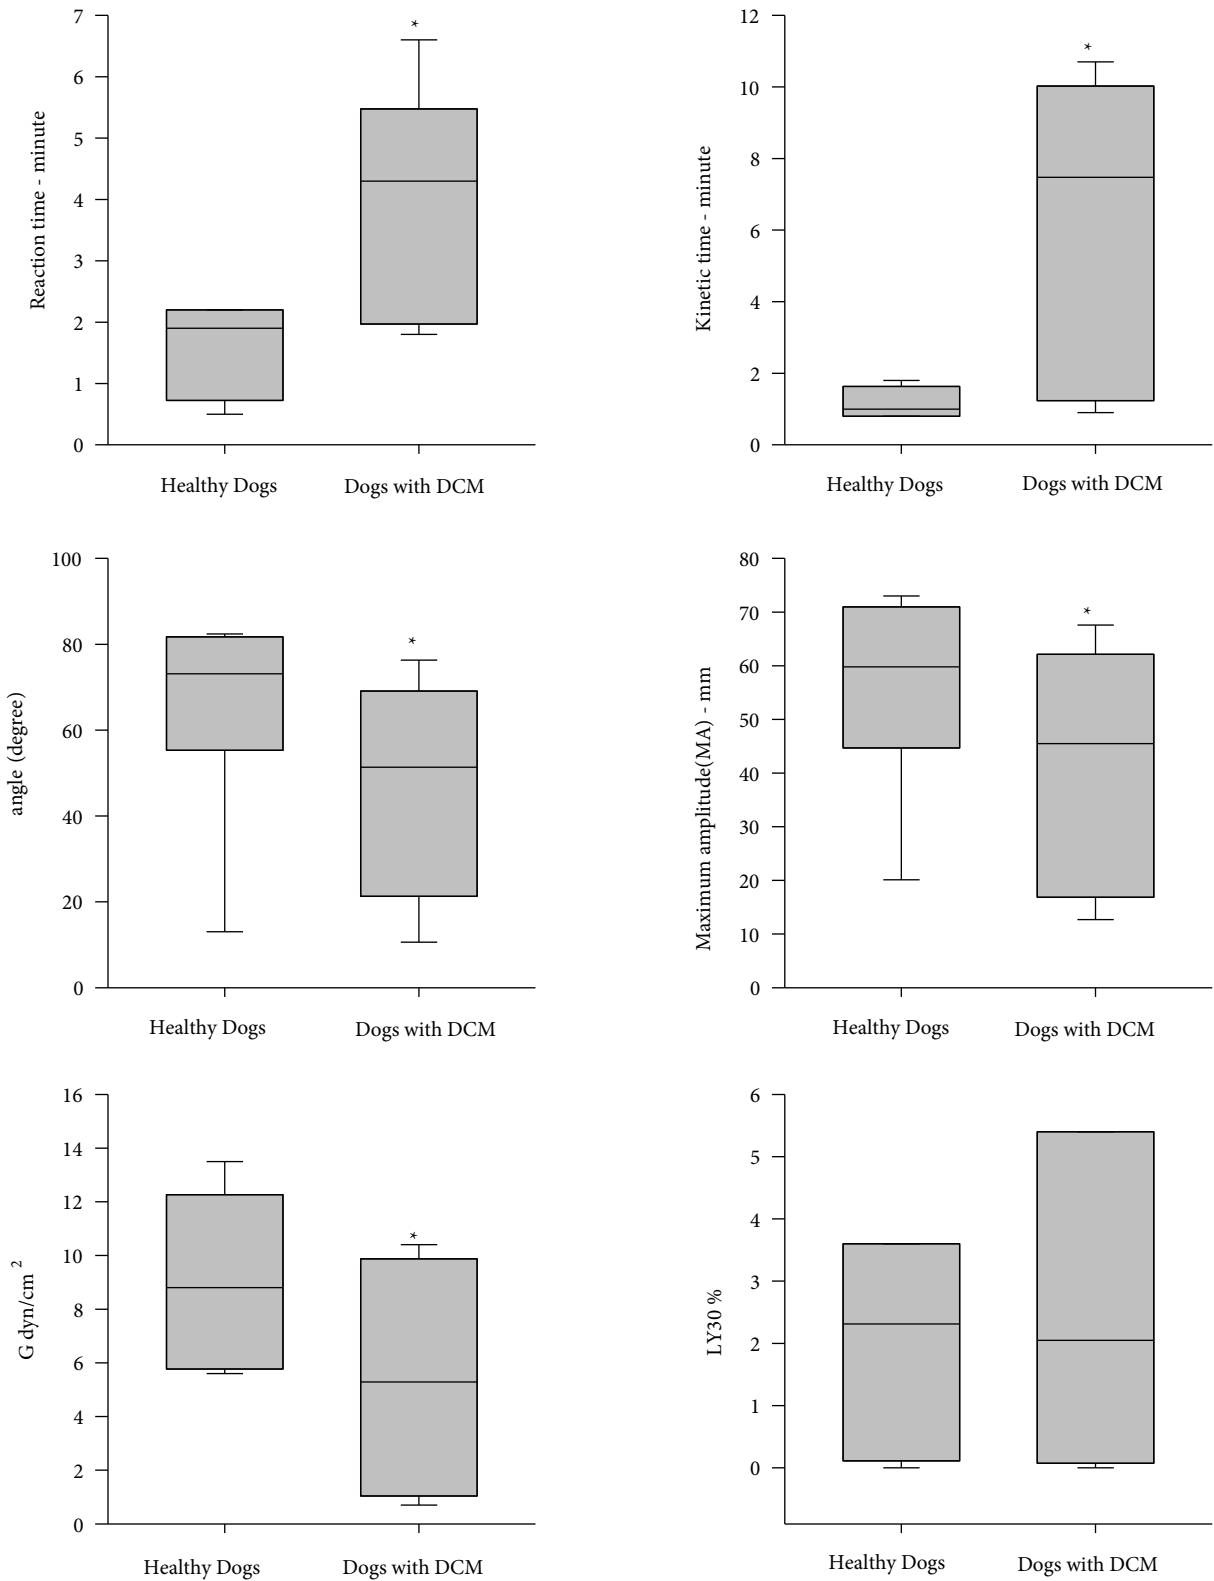 Reaction time - minute
7
6
5
4
3
2
1
0
*
Healthy Dogs
Dogs with DCM
Kinetic time - minute
12
10
8
6
4
2
0
*
Healthy Dogs
Dogs with DCM
angle (degree)
100
80
60
40
20
0
*
Healthy Dogs
Dogs with DCM
Maximum amplitude(MA) - mm
80
70
60
50
40
30
20
10
0
*
Healthy Dogs
Dogs with DCM
G dyn/cm²
16
14
12
10
8
6
4
2
0
*
Healthy Dogs
Dogs with DCM
LY30 %
6
5
4
3
2
1
0
Healthy Dogs
Dogs with DCM